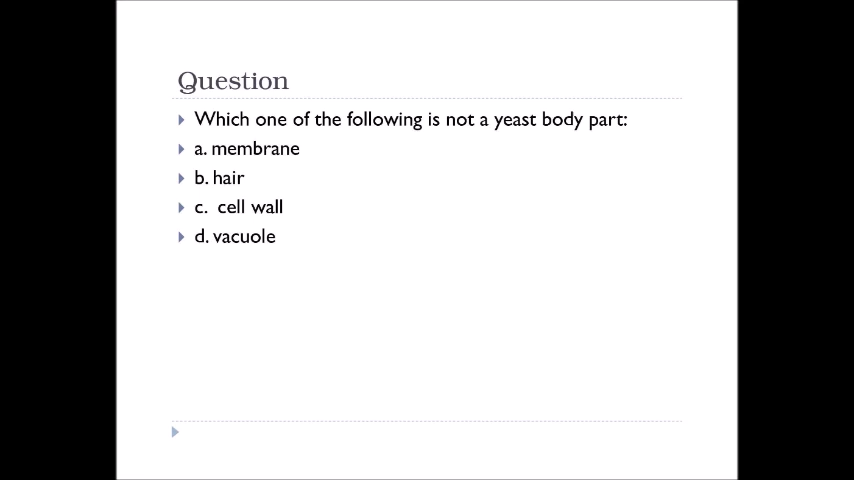 Question
Which one of the following is not a yeast body part:
a. membrane
b. hair
c. cell wall
d. vacuole